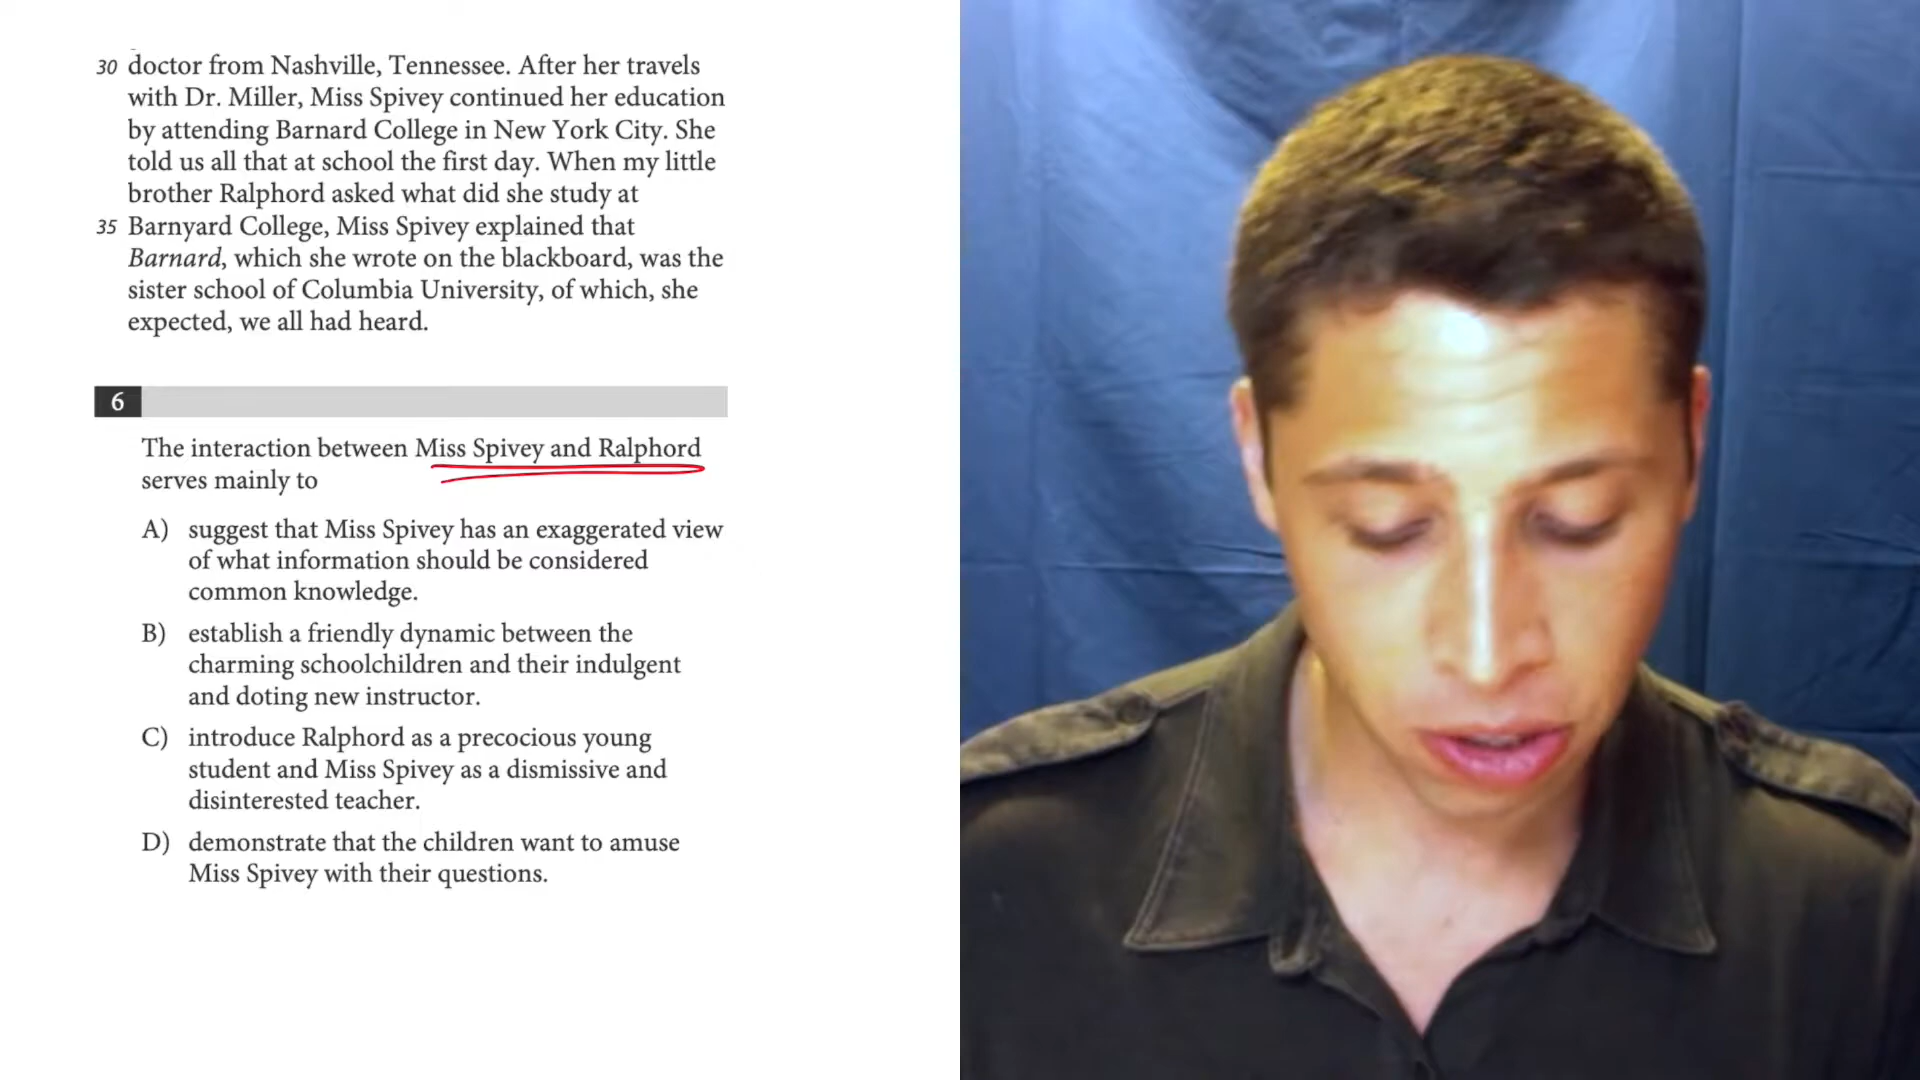 30 doctor from Nashville, Tennessee. After her travels
with Dr. Miller, Miss Spivey continued her education
by attending Barnard College in New York City. She
told us all that at school the first day. When my little
brother Ralphord asked what did she study at
35 Barnyard College, Miss Spivey explained that
Barnard, which she wrote on the blackboard, was the
sister school of Columbia University, of which, she
expected, we all had heard.
6
The interaction between Miss Spivey and Ralphord
serves mainly to
A) suggest that Miss Spivey has an exaggerated view
of what information should be considered
common knowledge.
B) establish a friendly dynamic between the
charming schoolchildren and their indulgent
and doting new instructor.
C) introduce Ralphord as a precocious young
student and Miss Spivey as a dismissive and
disinterested teacher.
D) demonstrate that the children want to amuse
Miss Spivey with their questions.